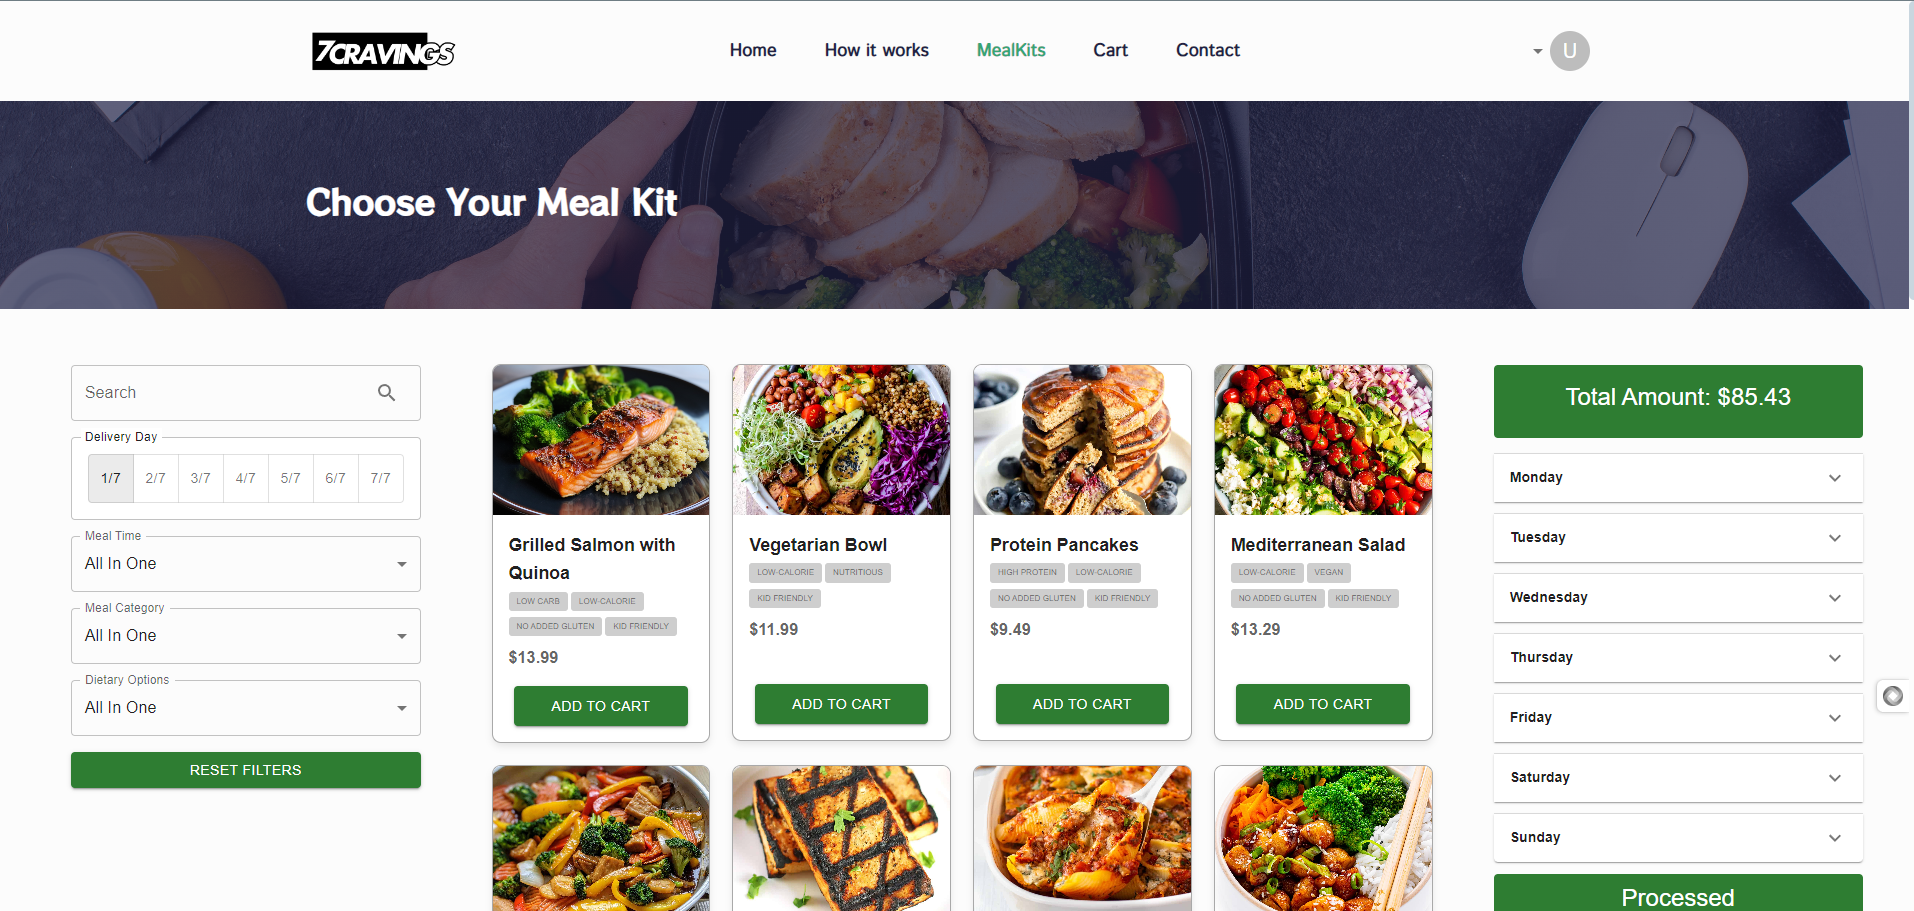 7CRAVINGS
Home
How it works
MealKits
Cart
Contact
U
Choose Your Meal Kit
Search
Delivery Day
1/7
2/7
3/7
4/7
5/7
6/7
7/7
Meal Time
All In One
Meal Category
All In One
Dietary Options
All In One
RESET FILTERS
Grilled Salmon with
Quinoa
LOW CARB
LOW-CALORIE
NO ADDED GLUTEN
KID FRIENDLY
$13.99
ADD TO CART
Vegetarian Bowl
LOW-CALORIE
NUTRITIOUS
KID FRIENDLY
$11.99
ADD TO CART
Protein Pancakes
HIGH PROTEIN
LOW-CALORIE
NO ADDED GLUTEN
KID FRIENDLY
$9.49
ADD TO CART
Mediterranean Salad
LOW-CALORIE
VEGAN
NO ADDED GLUTEN
KID FRIENDLY
$13.29
ADD TO CART
Total Amount: $85.43
Monday
Tuesday
Wednesday
Thursday
Friday
Saturday
Sunday
Processed